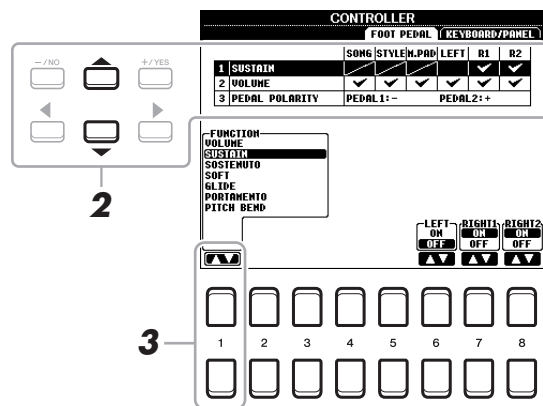 CONTROLLER
FOOT PEDAL KEYBOARD/PANEL
SONG STYLE M.PAD LEFT R1 R2
1 SUSTAIN
2 VOLUME
3 PEDAL POLARITY PEDAL1:- PEDAL2:+
–/NO +/YES
2
FUNCTION
VOLUME
SUSTAIN
SOSTENUTO
SOFT
GLIDE
PORTAMENTO
PITCH BEND
LEFT RIGHT1 RIGHT2
ON ON ON
OFF OFF OFF
3
1 2 3 4 5 6 7 8